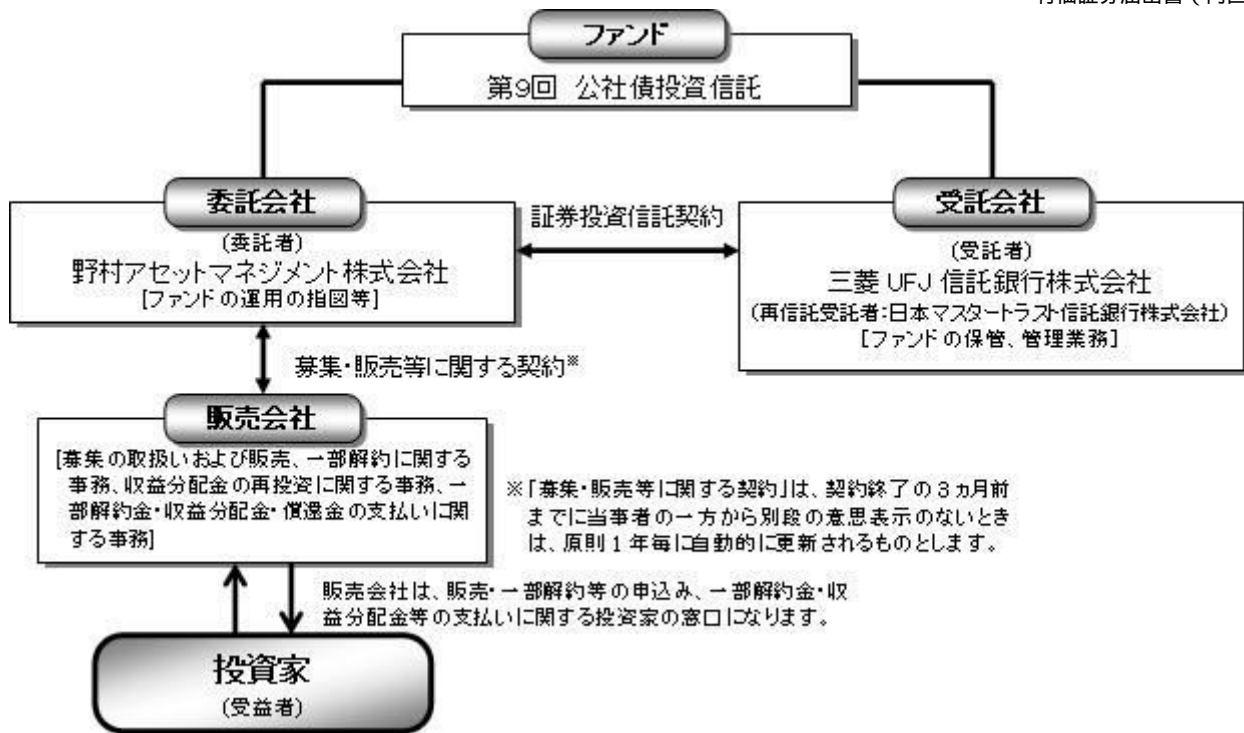 ファンド
第9回 公社債投資信託
委託会社
(委託者)
野村アセットマネジメント株式会社
[ファンドの運用の指図等]
証券投資信託契約
受託会社
(受託者)
三菱 UFJ 信託銀行株式会社
(再信託受託者:日本マスタートラスト信託銀行株式会社)
[ファンドの保管、管理業務]
募集・販売等に関する契約※
販売会社
[募集の取扱いおよび販売、一部解約に関する
事務、収益分配金の再投資に関する事務、一
部解約金・収益分配金・償還金の支払いに関
する事務]
※「募集・販売等に関する契約」は、契約終了の3ヵ月前
までに当事者の一方から別段の意思表示のないとき
は、原則1年毎に自動的に更新されるものとします。
販売会社は、販売・一部解約等の申込み、一部解約金・収
益分配金等の支払いに関する投資家の窓口になります。
投資家
(受益者)